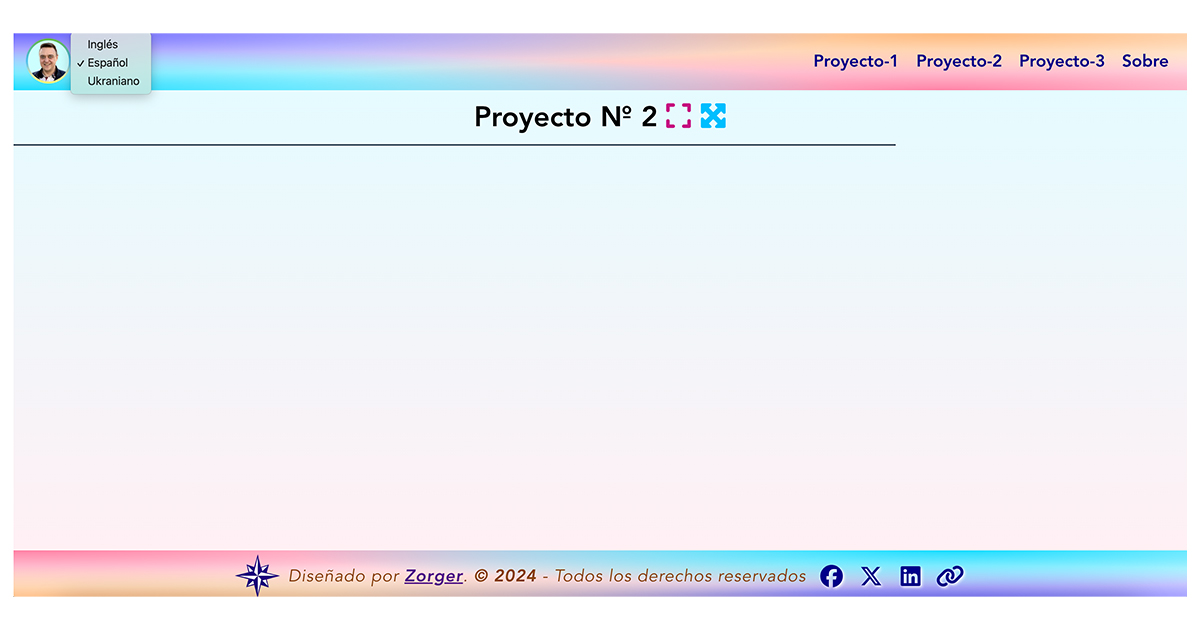 Inglés
✓ Español
Ukraniano
Proyecto-1 Proyecto-2 Proyecto-3 Sobre
Proyecto Nº 2
Diseñado por Zorger. © 2024 - Todos los derechos reservados